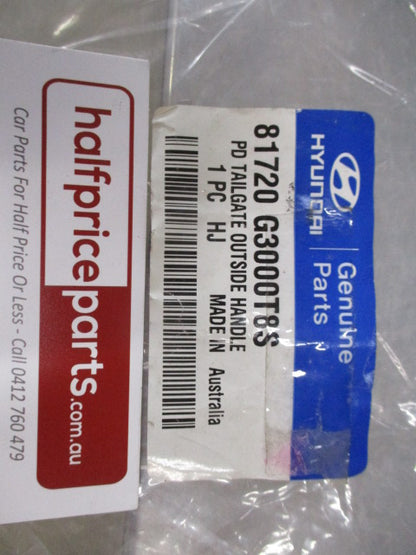 HYUNDAI
Genuine
Parts
81720 G3000T8S
PD TAILGATE OUTSIDE HANDLE
1 PC HJ MADE IN Australia
halfpriceparts.com.au
Car Parts For Half Price Or Less - Call 0412 760 479